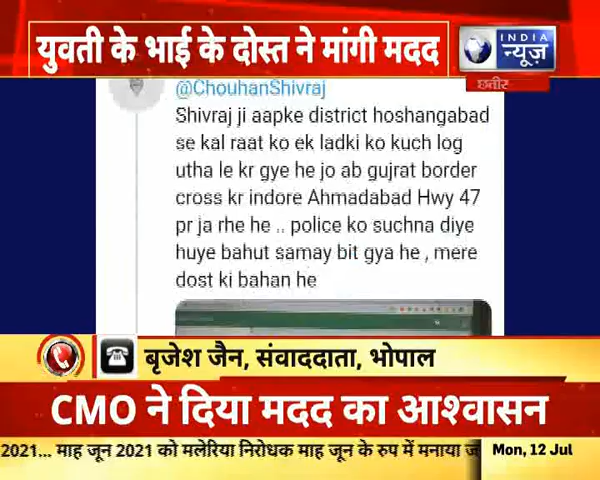 युवती के भाई के दोस्त ने मांगी मदद
INDIA
न्यूज़
@ChouhanShivraj
Shivraj ji aapke district hoshangabad
se kal raat ko ek ladki ko kuch log
utha le kr gye he jo ab gujrat border
cross kr indore Ahmadabad Hwy 47
pr ja rhe he .. police ko suchna diye
huye bahut samay bit gya he , mere
dost ki bahan he
बृजेश जैन, संवाददाता, भोपाल
CMO ने दिया मदद का आश्वासन
2021... माह जून 2021 को मलेरिया निरोधक माह जून के रुप में मनाया
Mon, 12 Jul